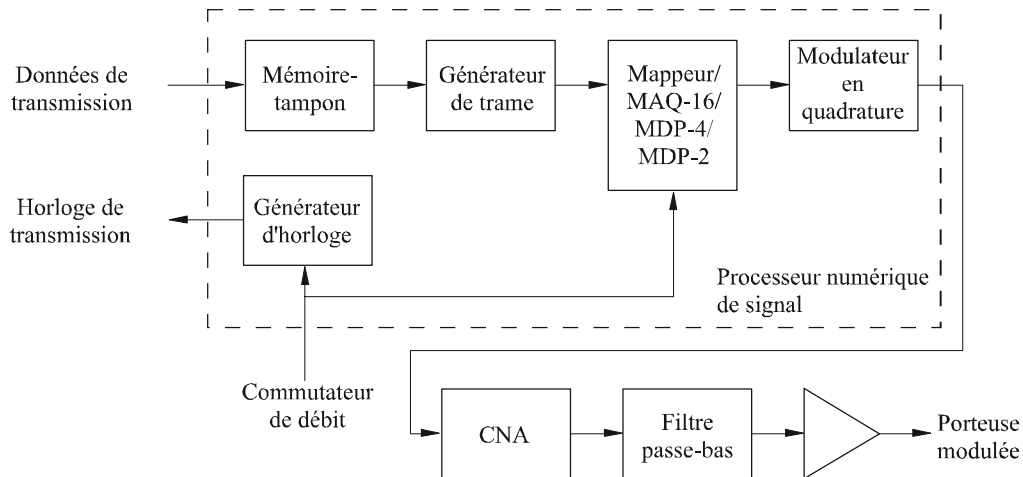 Données de
transmission
Mémoire-
tampon
Générateur
de trame
Mappeur/
MAQ-16/
MDP-4/
MDP-2
Modulateur
en
quadrature
Horloge de
transmission
Générateur
d'horloge
Processeur numérique
de signal
Commutateur
de débit
CNA
Filtre
passe-bas
Porteuse
modulée